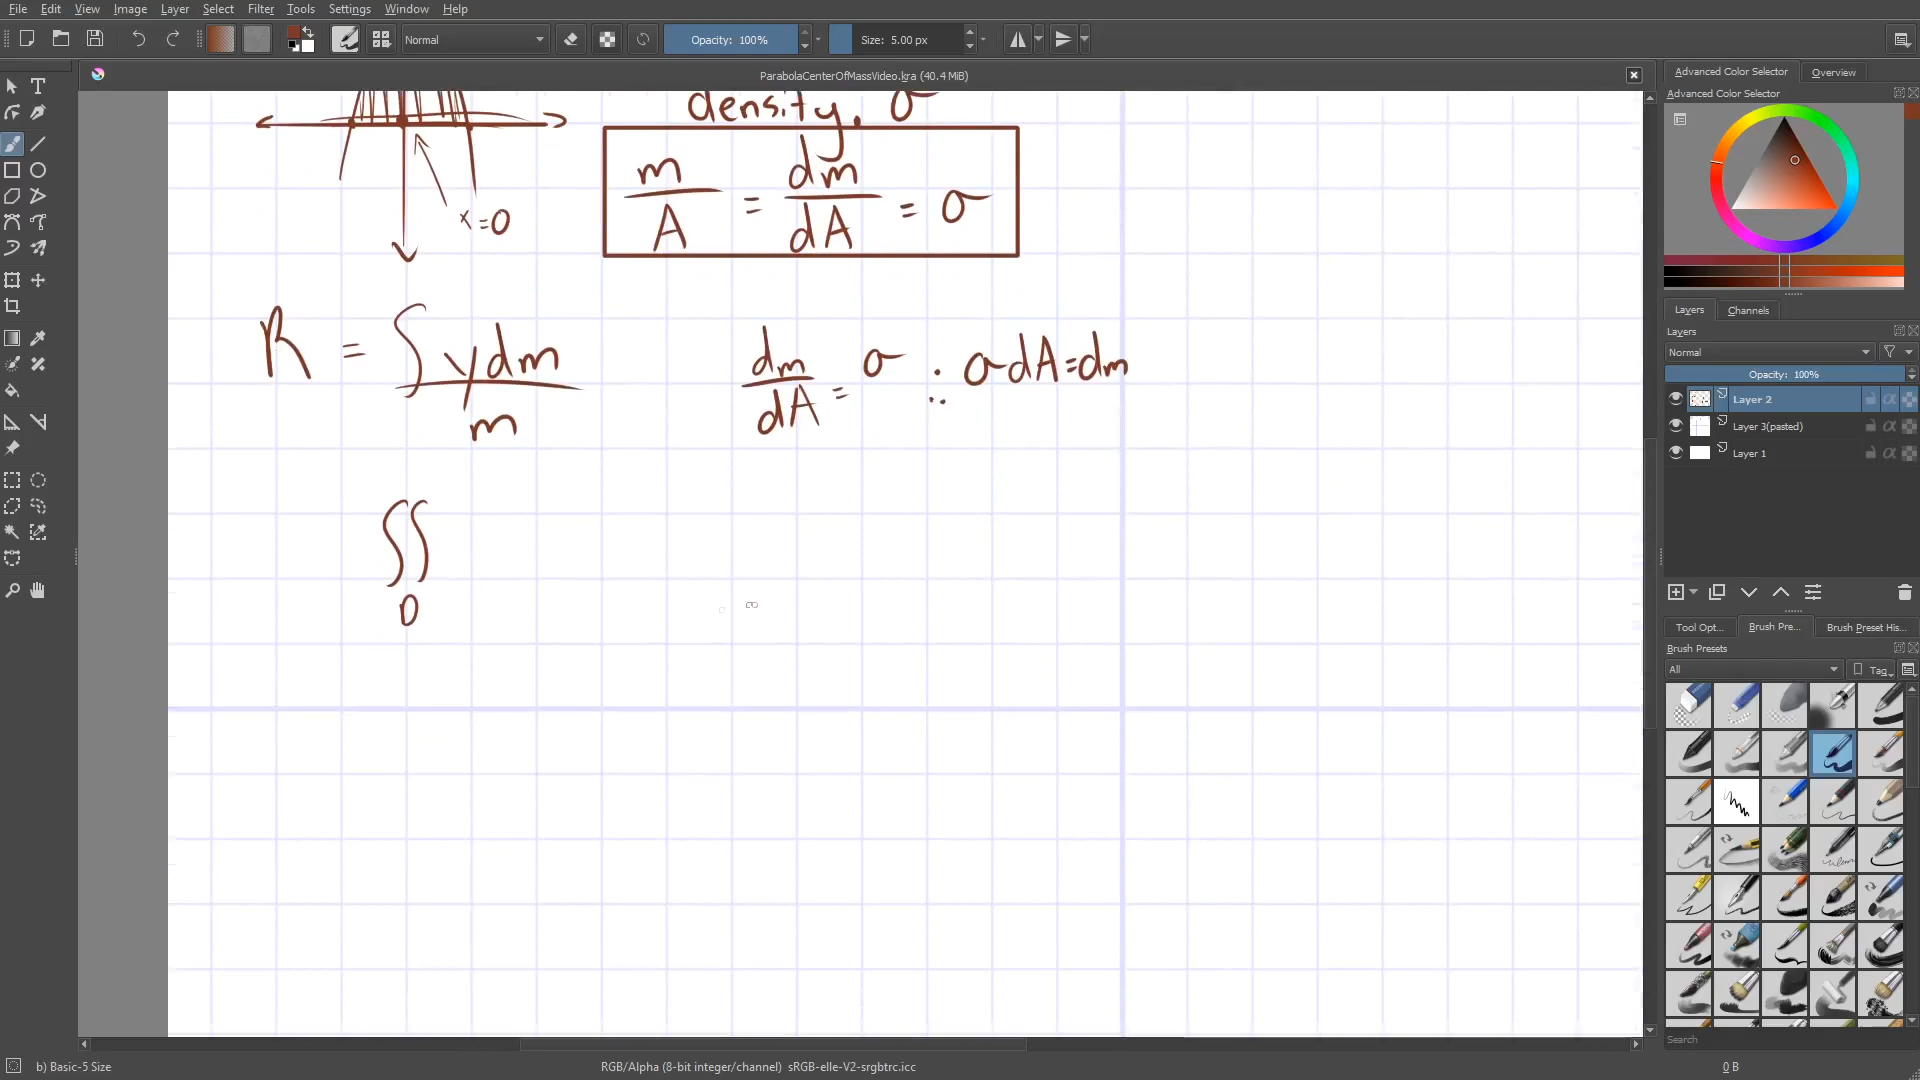 File Edit View Image Layer Select Filter Tools Settings Window Help
Normal Opacity: 100% Size: 5.00 px
ParabolaCenterOfMassVideo.kra (40.4 MiB)
density, σ
m/A = dm/dA = σ
x=0
R = ∫ y dm / m
dm/dA = σ ∴ σdA=dm
∬
D
Advanced Color Selector Overview
Advanced Color Selector
Layers Channels
Layers
Normal
Opacity: 100%
Layer 2
Layer 3(pasted)
Layer 1
Tool Opt... Brush Pre... Brush Preset His...
Brush Presets
All Tag
Search
b) Basic-5 Size RGB/Alpha (8-bit integer/channel) sRGB-elle-V2-srgbtrc.icc 0 B